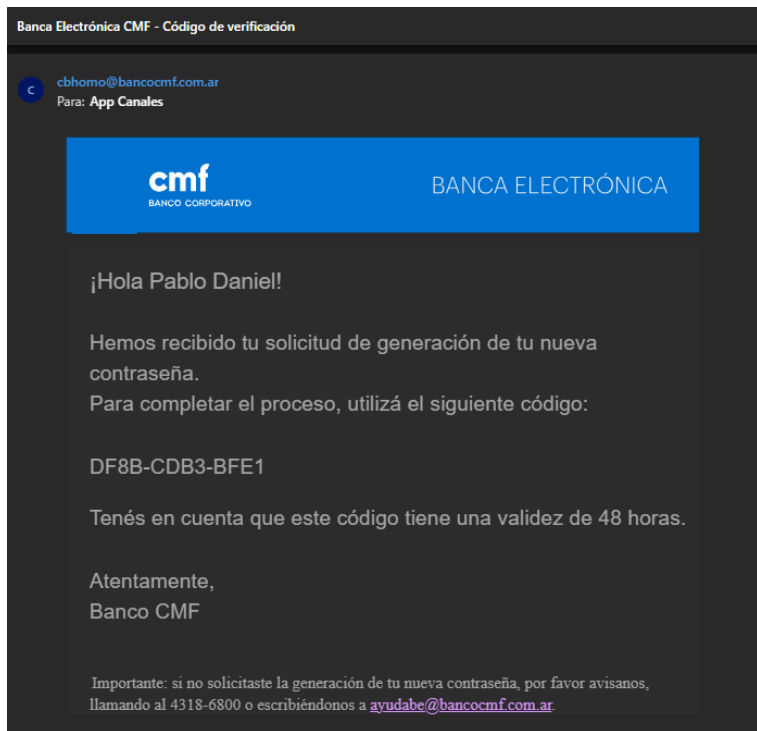 Banca Electrónica CMF - Código de verificación
C
cbhomo@bancocmf.com.ar
Para: App Canales
cmf
BANCO CORPORATIVO
BANCA ELECTRÓNICA
¡Hola Pablo Daniel!
Hemos recibido tu solicitud de generación de tu nueva
contraseña.
Para completar el proceso, utilizá el siguiente código:
DF8B-CDB3-BFE1
Tenés en cuenta que este código tiene una validez de 48 horas.
Atentamente,
Banco CMF
Importante: si no solicitaste la generación de tu nueva contraseña, por favor avisanos,
llamando al 4318-6800 o escribiéndonos a ayudabe@bancocmf.com.ar.